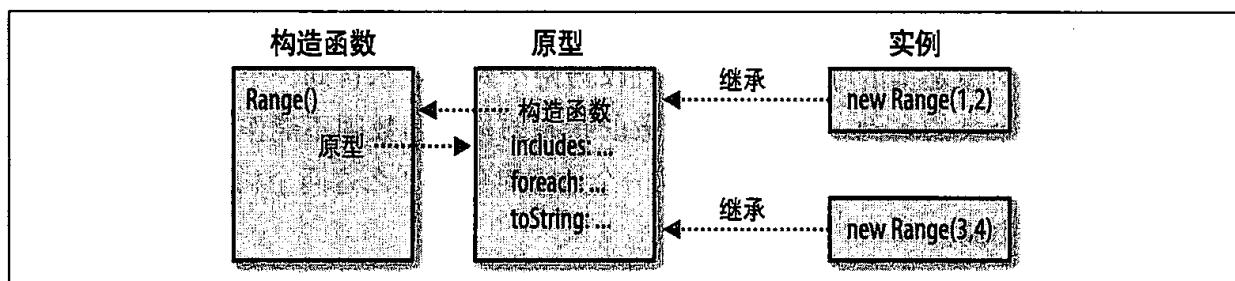 构造函数
原型
实例
Range()
原型
构造函数
includes: ...
foreach: ...
toString: ...
继承
new Range(1,2)
继承
new Range(3,4)